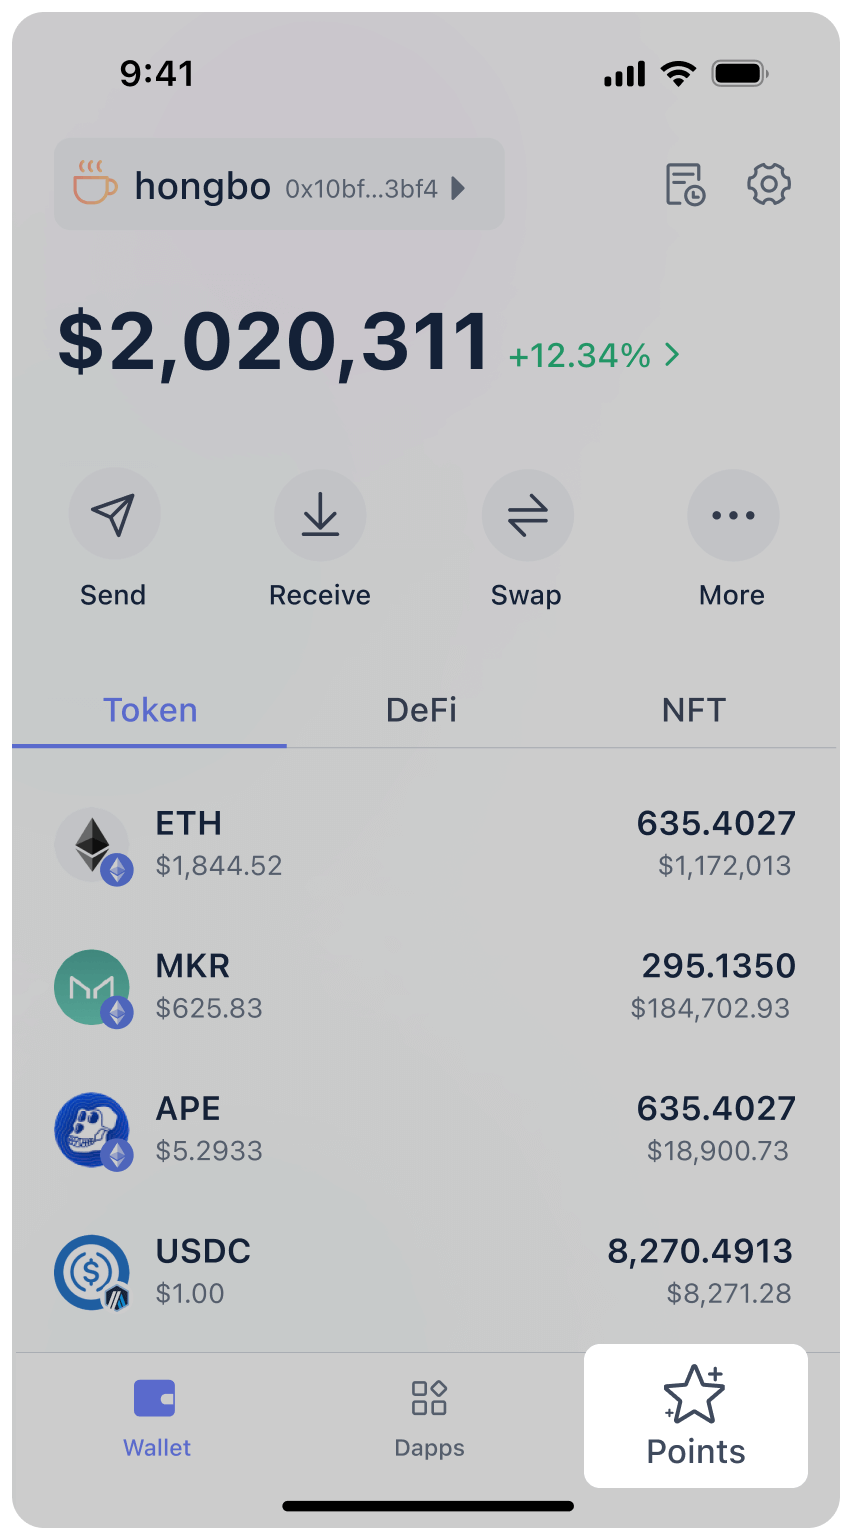 9:41
hongbo 0x10bf...3bf4
$2,020,311 +12.34%
Send Receive Swap More
Token DeFi NFT
ETH 635.4027
$1,844.52 $1,172,013
MKR 295.1350
$625.83 $184,702.93
APE 635.4027
$5.2933 $18,900.73
USDC 8,270.4913
$1.00 $8,271.28
Wallet Dapps Points